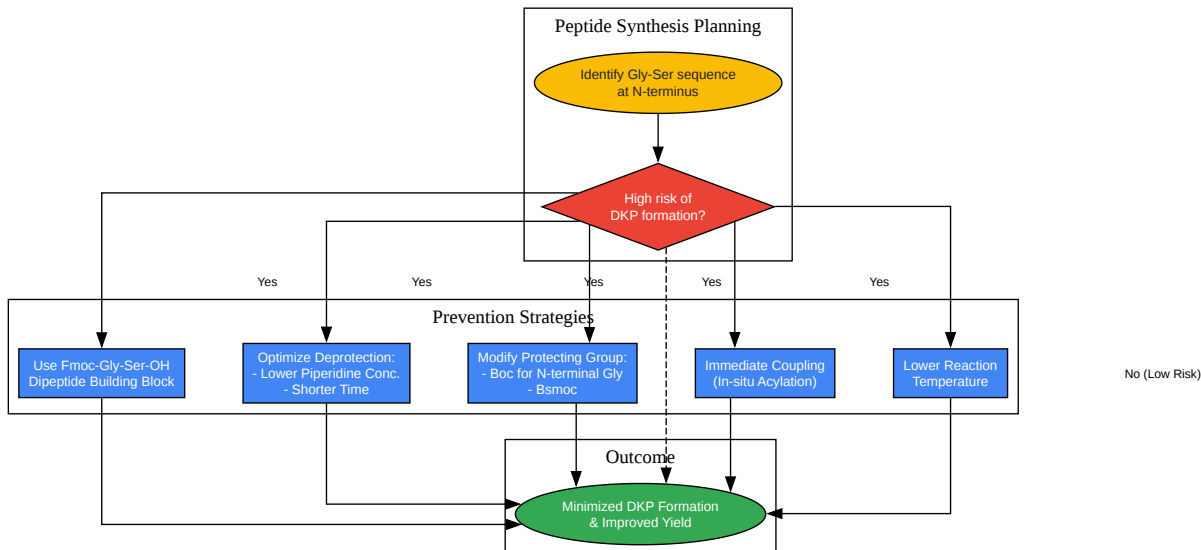 Peptide Synthesis Planning
Identify Gly-Ser sequence
at N-terminus
High risk of
DKP formation?
Yes
Yes
Yes
Yes
Yes
Prevention Strategies
Use Fmoc-Gly-Ser-OH
Dipeptide Building Block
Optimize Deprotection:
- Lower Piperidine Conc.
- Shorter Time
Modify Protecting Group:
- Boc for N-terminal Gly
- Bsmoc
Immediate Coupling
(In-situ Acylation)
Lower Reaction
Temperature
No (Low Risk)
Outcome
Minimized DKP Formation
& Improved Yield